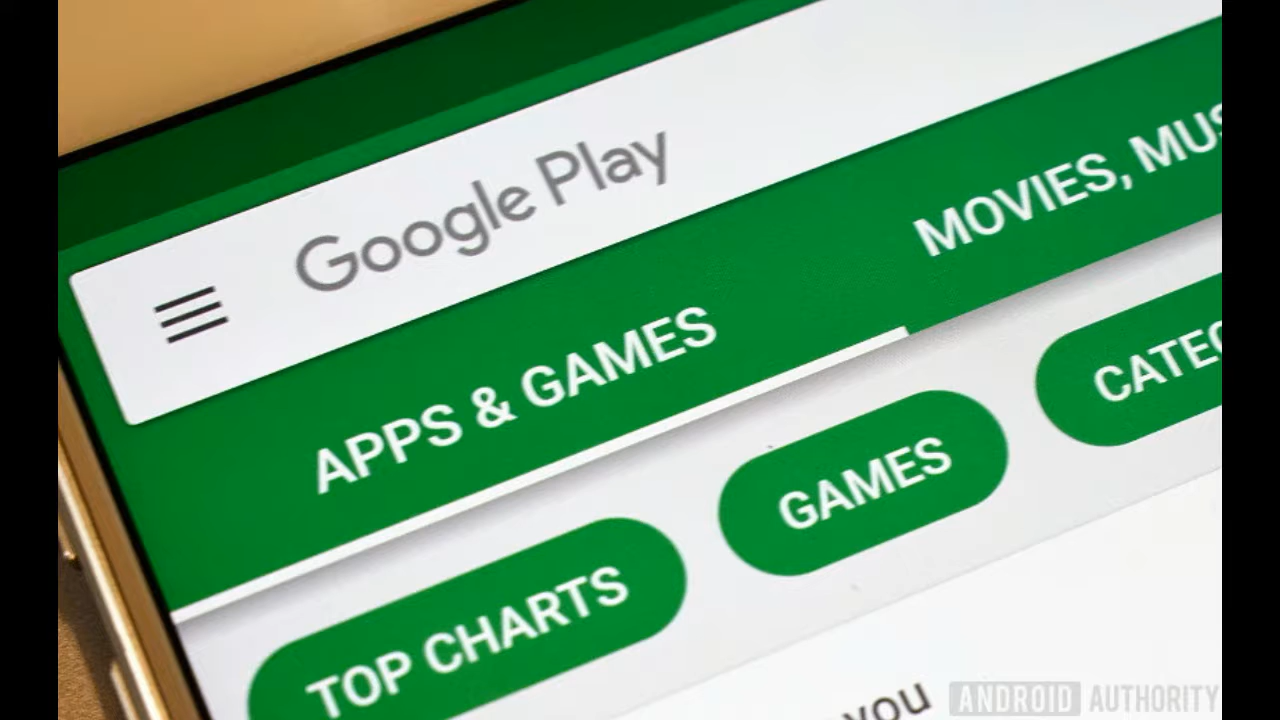 Google Play
APPS & GAMES
MOVIES, MUS
TOP CHARTS
GAMES
CATEG
you
ANDROID AUTHORITY